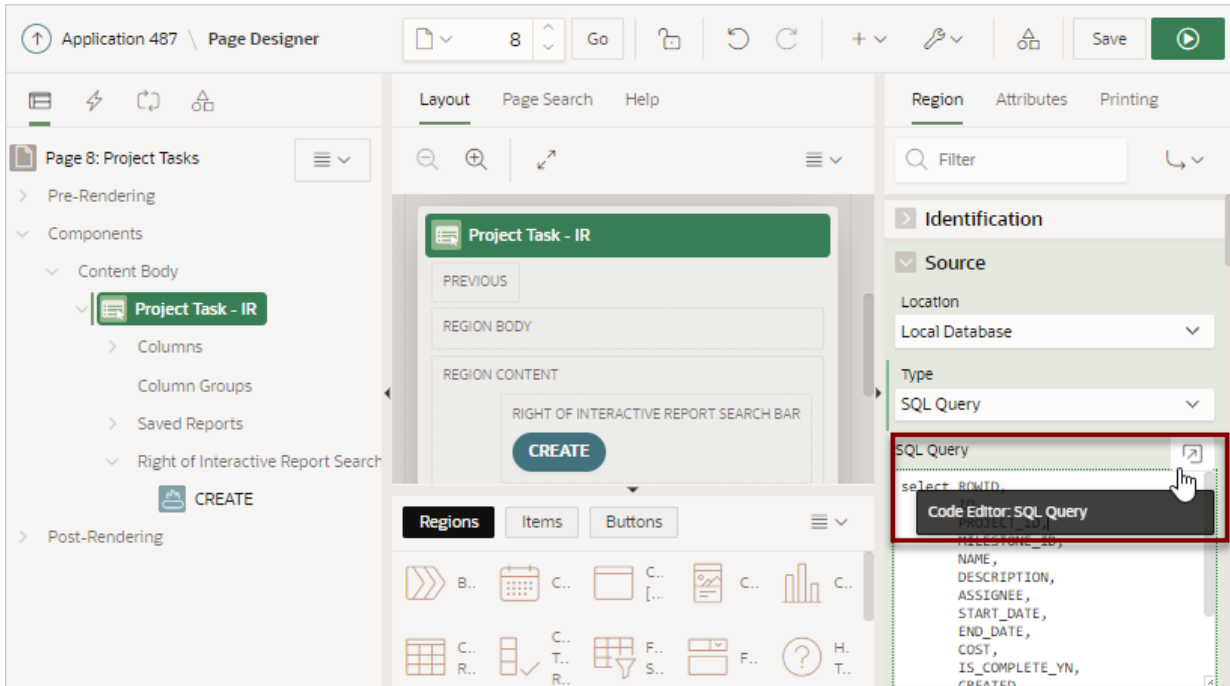 Application 487 \ Page Designer
8
Go
Save
Page 8: Project Tasks
Pre-Rendering
Components
Content Body
Project Task - IR
Columns
Column Groups
Saved Reports
Right of Interactive Report Search
CREATE
Post-Rendering
Layout
Page Search
Help
Project Task - IR
PREVIOUS
REGION BODY
REGION CONTENT
RIGHT OF INTERACTIVE REPORT SEARCH BAR
CREATE
Regions
Items
Buttons
B..
C..
C..
[...
C..
C..
C..
R..
C..
T..
R..
F..
S..
F..
H.
T..
Region
Attributes
Printing
Filter
Identification
Source
Location
Local Database
Type
SQL Query
SQL Query
select ROWID,
ID,
Code Editor: SQL Query
PROJECT_ID,
MILESTONE_ID,
NAME,
DESCRIPTION,
ASSIGNEE,
START_DATE,
END_DATE,
COST,
IS_COMPLETE_YN,
CREATED